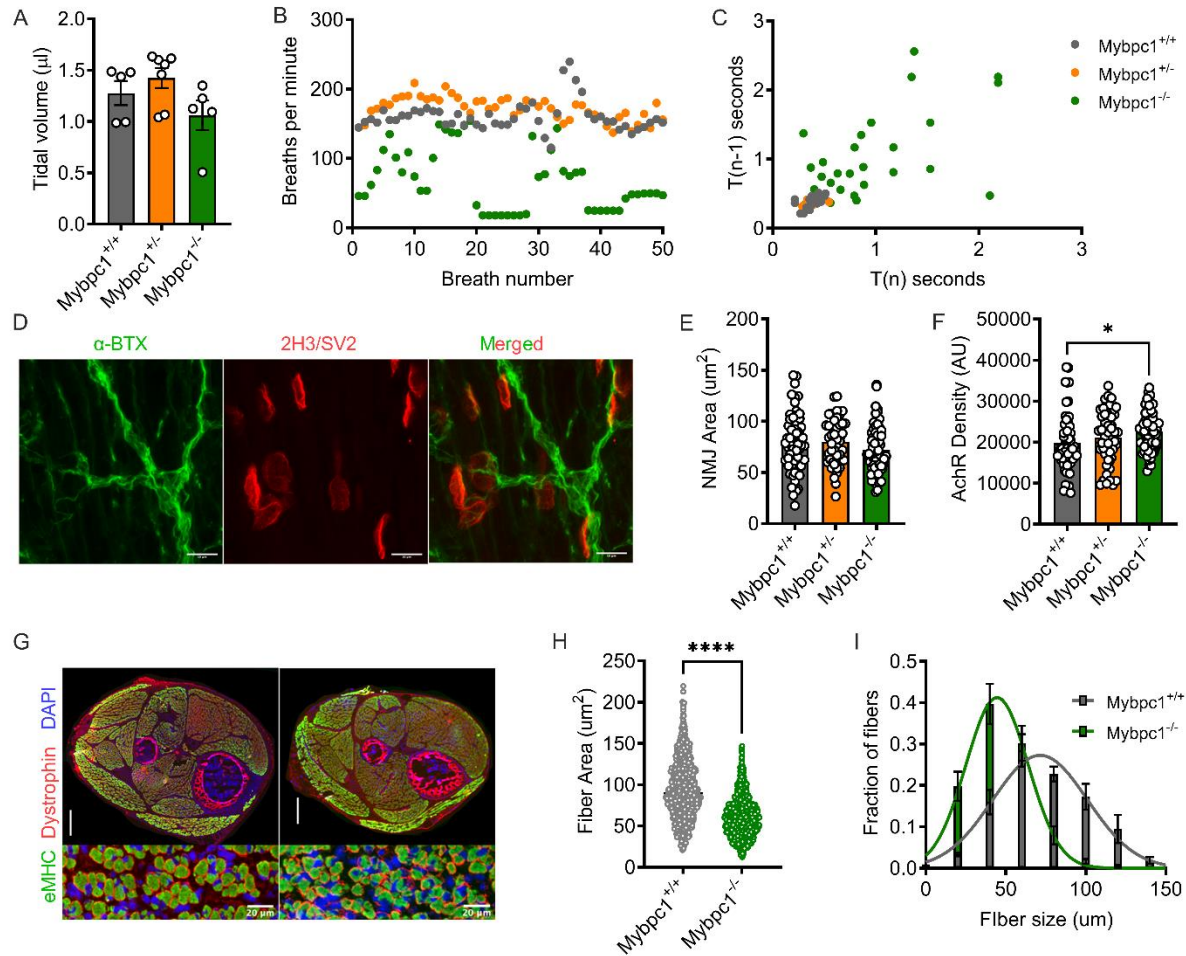 A
Tidal volume (µl)
2.0
1.5
1.0
0.5
0.0
Mybpc1+/+
Mybpc1+/-
Mybpc1-/-
B
Breaths per minute
300
200
100
0
0 10 20 30 40 50
Breath number
C
T(n-1) seconds
3
2
1
0
0 1 2 3
T(n) seconds
Mybpc1+/+
Mybpc1+/-
Mybpc1-/-
D
α-BTX
2H3/SV2
Merged
E
NMJ Area (um2)
200
150
100
50
0
Mybpc1+/+
Mybpc1+/-
Mybpc1-/-
F
AchR Density (AU)
50000
40000
30000
20000
10000
0
*
Mybpc1+/+
Mybpc1+/-
Mybpc1-/-
G
eMHC Dystrophin DAPI
20 µm
20 µm
H
Fiber Area (um2)
250
200
150
100
50
0
****
Mybpc1+/+
Mybpc1-/-
I
Fraction of fibers
0.5
0.4
0.3
0.2
0.1
0.0
0 50 100 150
FIber size (um)
Mybpc1+/+
Mybpc1-/-